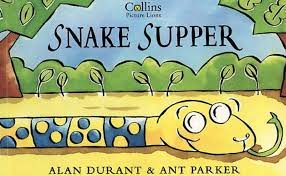 Collins
Picture Lions
SNAKE SUPPER
ALAN DURANT & ANT PARKER